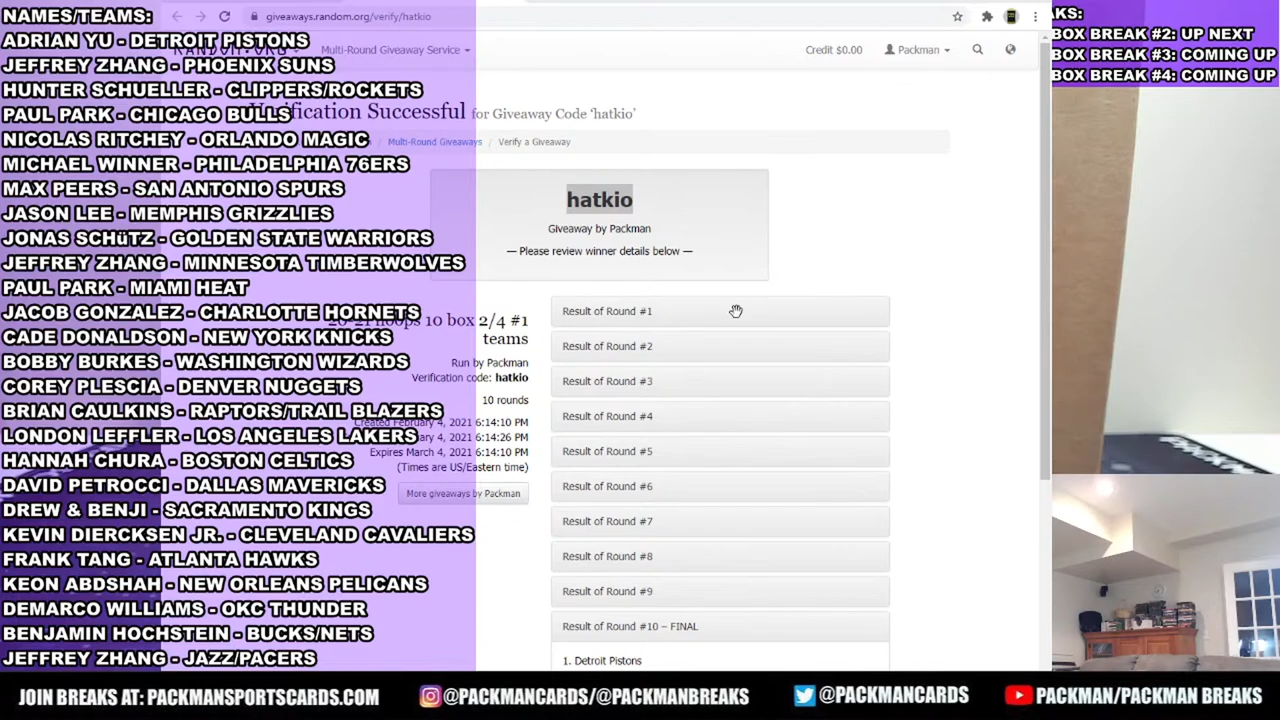 NAMES/TEAMS:
ADRIAN YU - DETROIT PISTONS
JEFFREY ZHANG - PHOENIX SUNS
HUNTER SCHUELLER - CLIPPERS/ROCKETS
PAUL PARK - CHICAGO BULLS
NICOLAS RITCHEY - ORLANDO MAGIC
MICHAEL WINNER - PHILADELPHIA 76ERS
MAX PEERS - SAN ANTONIO SPURS
JASON LEE - MEMPHIS GRIZZLIES
JONAS SCHüTZ - GOLDEN STATE WARRIORS
JEFFREY ZHANG - MINNESOTA TIMBERWOLVES
PAUL PARK - MIAMI HEAT
JACOB GONZALEZ - CHARLOTTE HORNETS
CADE DONALDSON - NEW YORK KNICKS
BOBBY BURKES - WASHINGTON WIZARDS
COREY PLESCIA - DENVER NUGGETS
BRIAN CAULKINS - RAPTORS/TRAIL BLAZERS
LONDON LEFFLER - LOS ANGELES LAKERS
HANNAH CHURA - BOSTON CELTICS
DAVID PETROCCI - DALLAS MAVERICKS
DREW & BENJI - SACRAMENTO KINGS
KEVIN DIERCKSEN JR. - CLEVELAND CAVALIERS
FRANK TANG - ATLANTA HAWKS
KEON ABDSHAH - NEW ORLEANS PELICANS
DEMARCO WILLIAMS - OKC THUNDER
BENJAMIN HOCHSTEIN - BUCKS/NETS
JEFFREY ZHANG - JAZZ/PACERS
giveaways.random.org/verify/hatkio
Multi-Round Giveaway Service
Credit $0.00
Packman
Verification Successful for Giveaway Code 'hatkio'
Multi-Round Giveaways / Verify a Giveaway
hatkio
Giveaway by Packman
— Please review winner details below —
20-21 hoops 10 box 2/4 #1
teams
Run by Packman
Verification code: hatkio
10 rounds
Created February 4, 2021 6:14:10 PM
4, 2021 6:14:26 PM
Expires March 4, 2021 6:14:10 PM
(Times are US/Eastern time)
More giveaways by Packman
Result of Round #1
Result of Round #2
Result of Round #3
Result of Round #4
Result of Round #5
Result of Round #6
Result of Round #7
Result of Round #8
Result of Round #9
Result of Round #10 – FINAL
1. Detroit Pistons
KS:
BOX BREAK #2: UP NEXT
BOX BREAK #3: COMING UP
BOX BREAK #4: COMING UP
JOIN BREAKS AT: PACKMANSPORTSCARDS.COM
@PACKMANCARDS/@PACKMANBREAKS
@PACKMANCARDS
PACKMAN/PACKMAN BREAKS